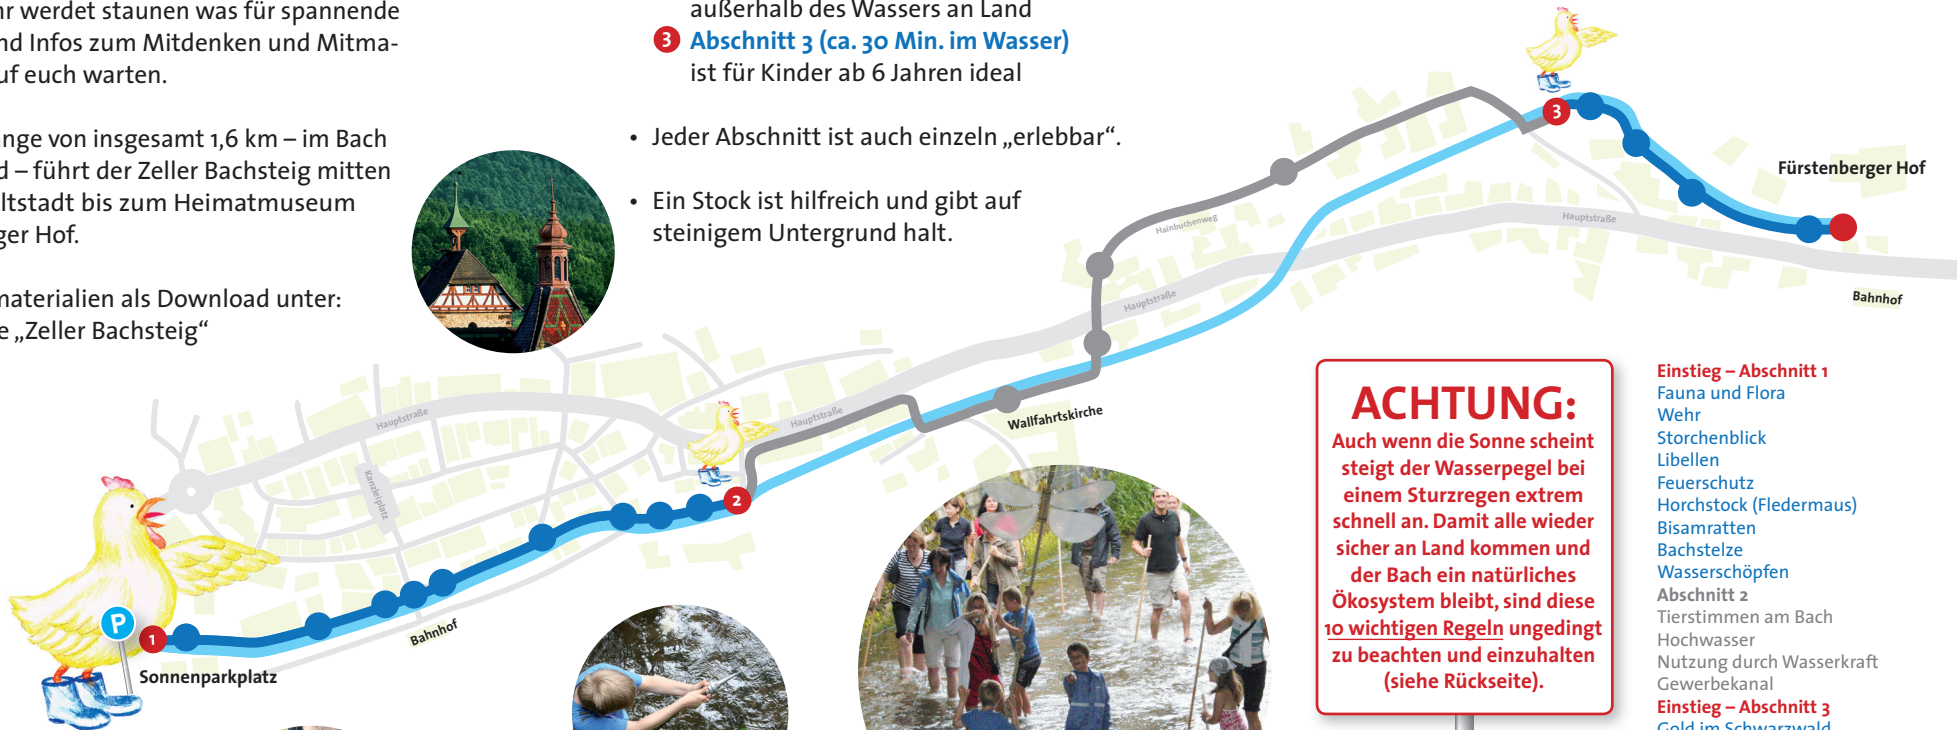 hr werdet staunen was für spannende
nd Infos zum Mitdenken und Mitma-
uf euch warten.
nge von insgesamt 1,6 km – im Bach
d – führt der Zeller Bachsteig mitten
ltstadt bis zum Heimatmuseum
ger Hof.
materialien als Download unter:
e „Zeller Bachsteig“
außerhalb des Wassers an Land
3 Abschnitt 3 (ca. 30 Min. im Wasser)
ist für Kinder ab 6 Jahren ideal
• Jeder Abschnitt ist auch einzeln „erlebbar“.
• Ein Stock ist hilfreich und gibt auf
steinigem Untergrund halt.
3
Fürstenberger Hof
Hauptstraße
Hainbuchenweg
Bahnhof
Hauptstraße
Hauptstraße
Hauptstraße
Wallfahrtskirche
Kanzleiplatz
2
P
1
Bahnhof
Sonnenparkplatz
ACHTUNG:
Auch wenn die Sonne scheint
steigt der Wasserpegel bei
einem Sturzregen extrem
schnell an. Damit alle wieder
sicher an Land kommen und
der Bach ein natürliches
Ökosystem bleibt, sind diese
10 wichtigen Regeln ungedingt
zu beachten und einzuhalten
(siehe Rückseite).
Einstieg – Abschnitt 1
Fauna und Flora
Wehr
Storchenblick
Libellen
Feuerschutz
Horchstock (Fledermaus)
Bisamratten
Bachstelze
Wasserschöpfen
Abschnitt 2
Tierstimmen am Bach
Hochwasser
Nutzung durch Wasserkraft
Gewerbekanal
Einstieg – Abschnitt 3
Gold im Schwarzwald